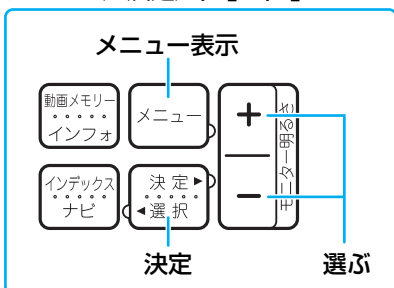 メニュー表示
動画メモリー
インフォ
メニュー
+
モニター明るさ
インデックス
ナビ
決定▶
◀選択
−
決定
選ぶ